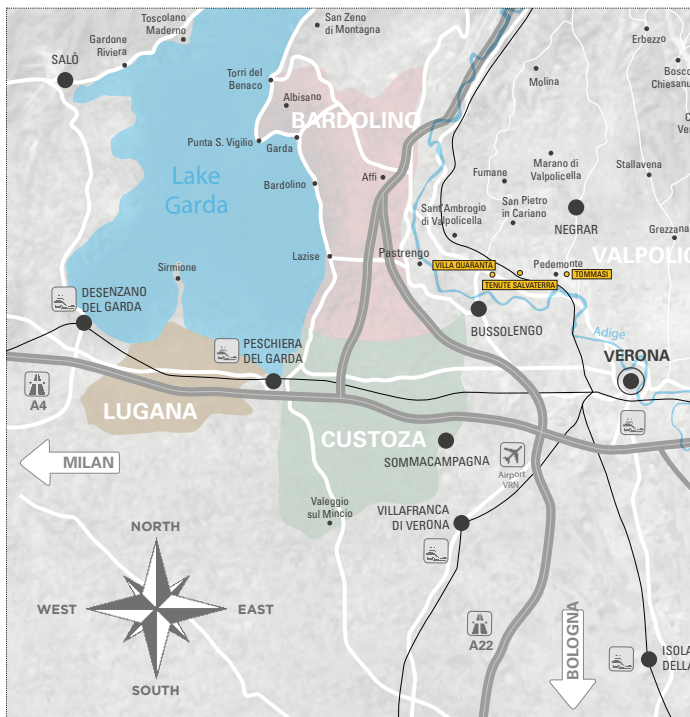 Toscolano
Maderno
San Zeno
di Montagna
Gardone
Riviera
Erbezzo
SALÒ
Torri del
Benaco
Molina
Bosco
Chiesanu
Albisano
BARDOLINO
Punta S. Vigilio
Garda
Marano di
Valpolicella
Stallavena
Lake
Garda
Affi
Fumane
Bardolino
San Pietro
in Cariano
Sant'Ambrogio
di Valpolicella
NEGRAR
Grezzana
Lazise
Pastrengo
VALPOLIC
Sirmione
VILLA QUARANTA
Pedemonte
TOMMASI
TENUTE SALVATERRA
DESENZANO
DEL GARDA
BUSSOLENGO
Adige
PESCHIERA
DEL GARDA
VERONA
A4
LUGANA
CUSTOZA
MILAN
SOMMACAMPAGNA
Airport
VRN
Valeggio
sul Mincio
VILLAFRANCA
DI VERONA
NORTH
WEST
EAST
SOUTH
A22
BOLOGNA
ISOLA
DELLA